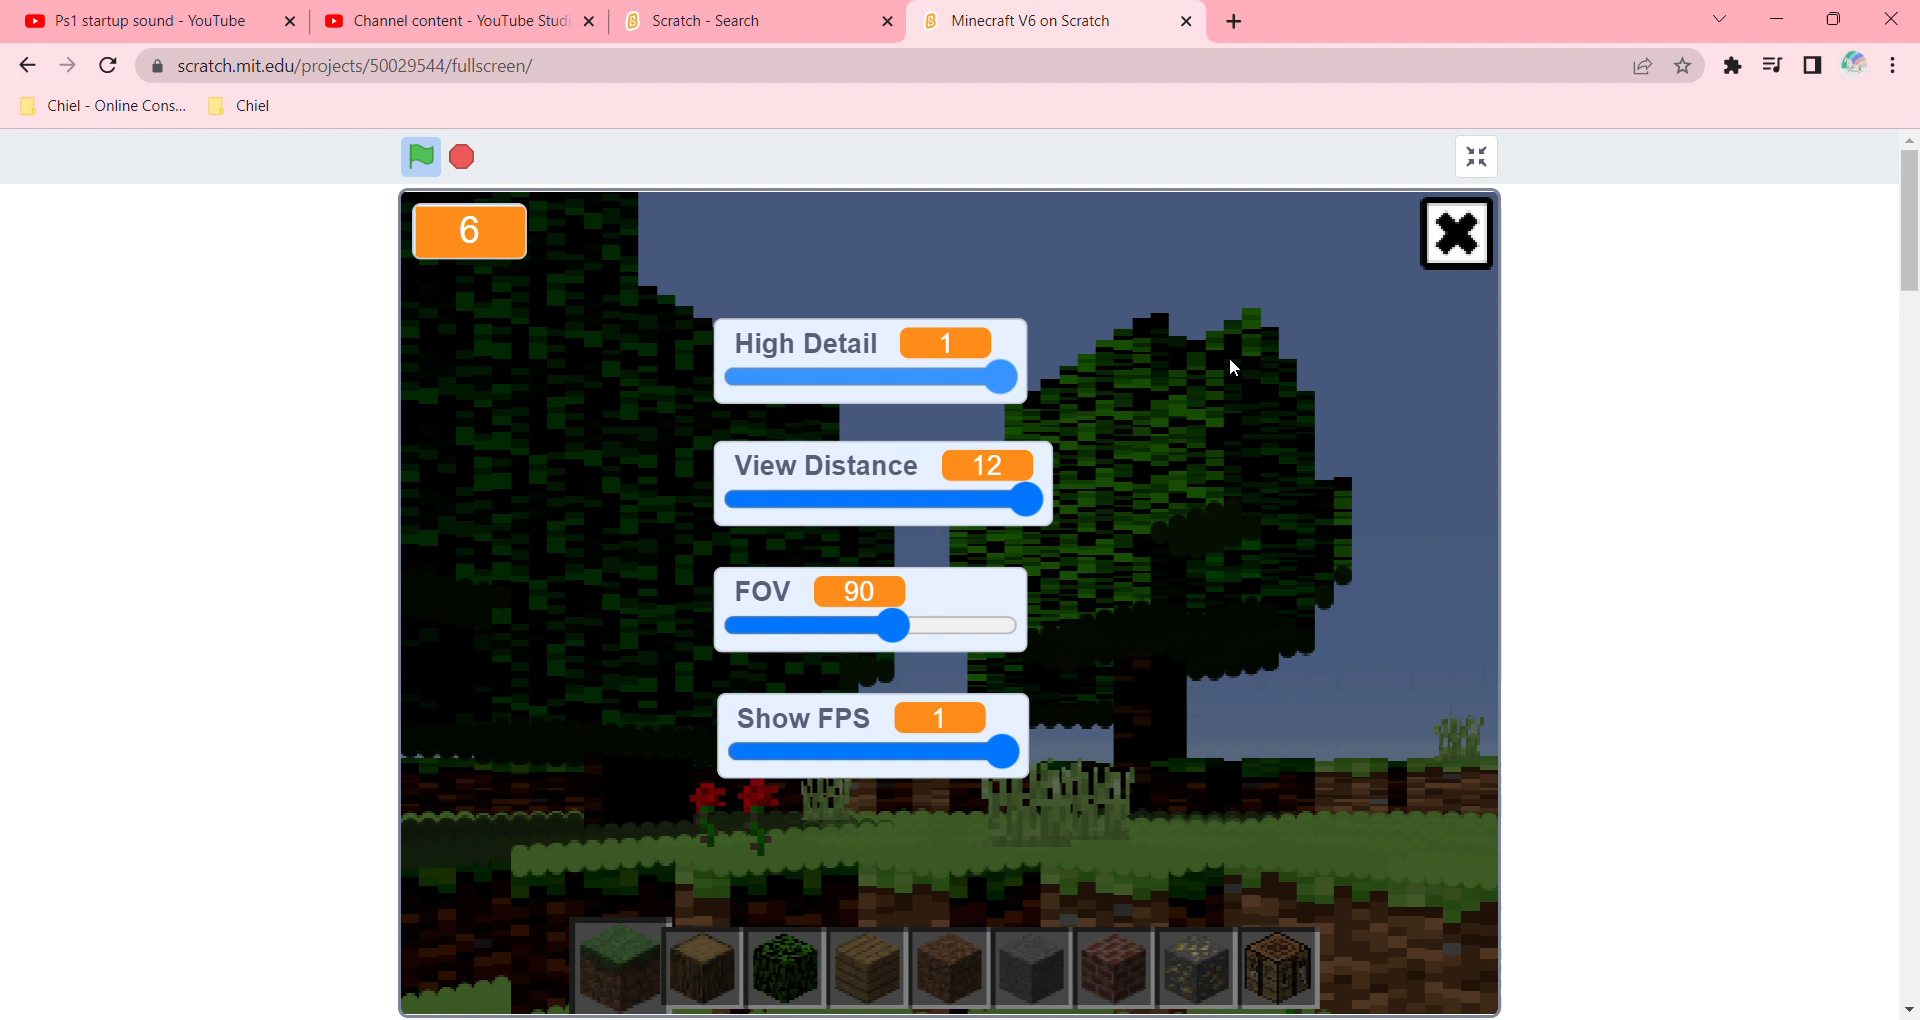 Ps1 startup sound - YouTube
Channel content - YouTube Studi
Scratch - Search
Minecraft V6 on Scratch
scratch.mit.edu/projects/50029544/fullscreen/
Chiel - Online Cons...
Chiel
6
High Detail 1
View Distance 12
FOV 90
Show FPS 1